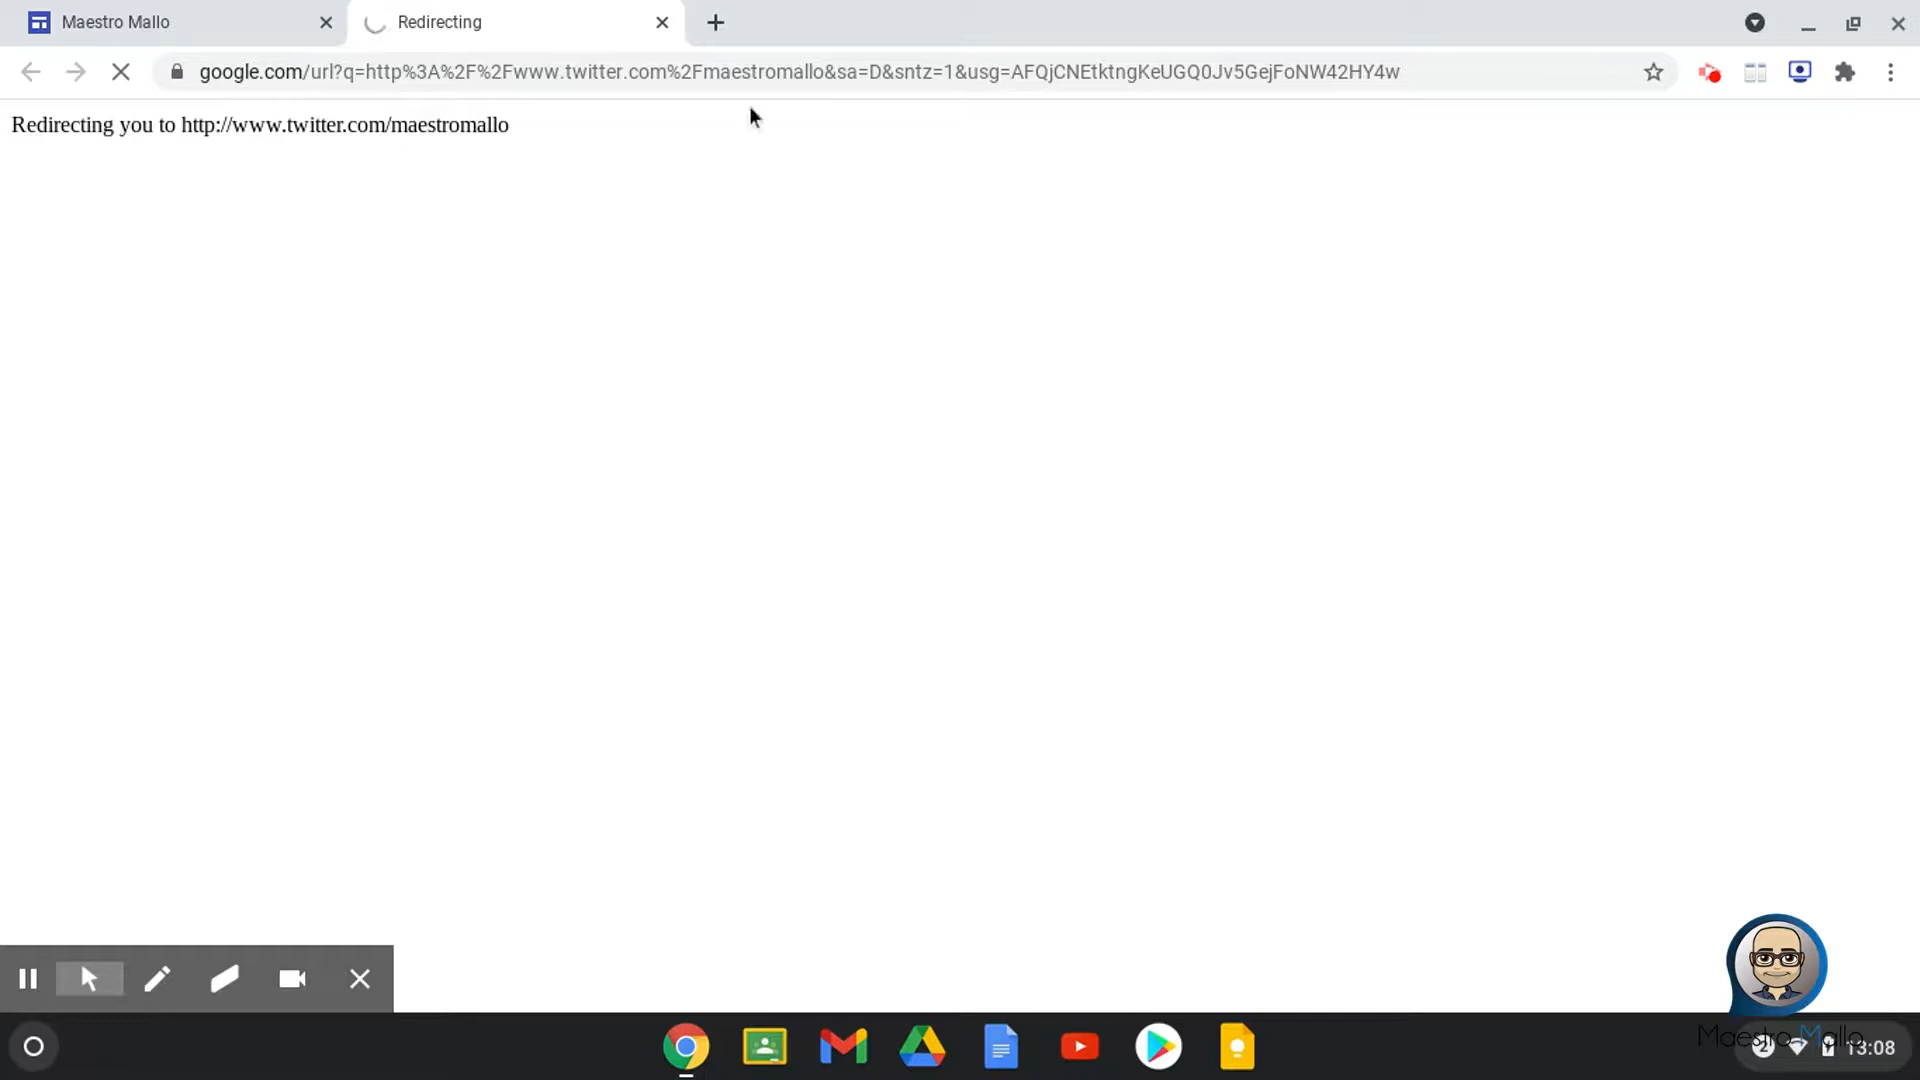 Maestro Mallo
Redirecting
google.com/url?q=http%3A%2F%2Fwww.twitter.com%2Fmaestromallo&sa=D&sntz=1&usg=AFQjCNEtktngKeUGQ0Jv5GejFoNW42HY4w
Redirecting you to http://www.twitter.com/maestromallo
Maestro Mallo
2
13:08